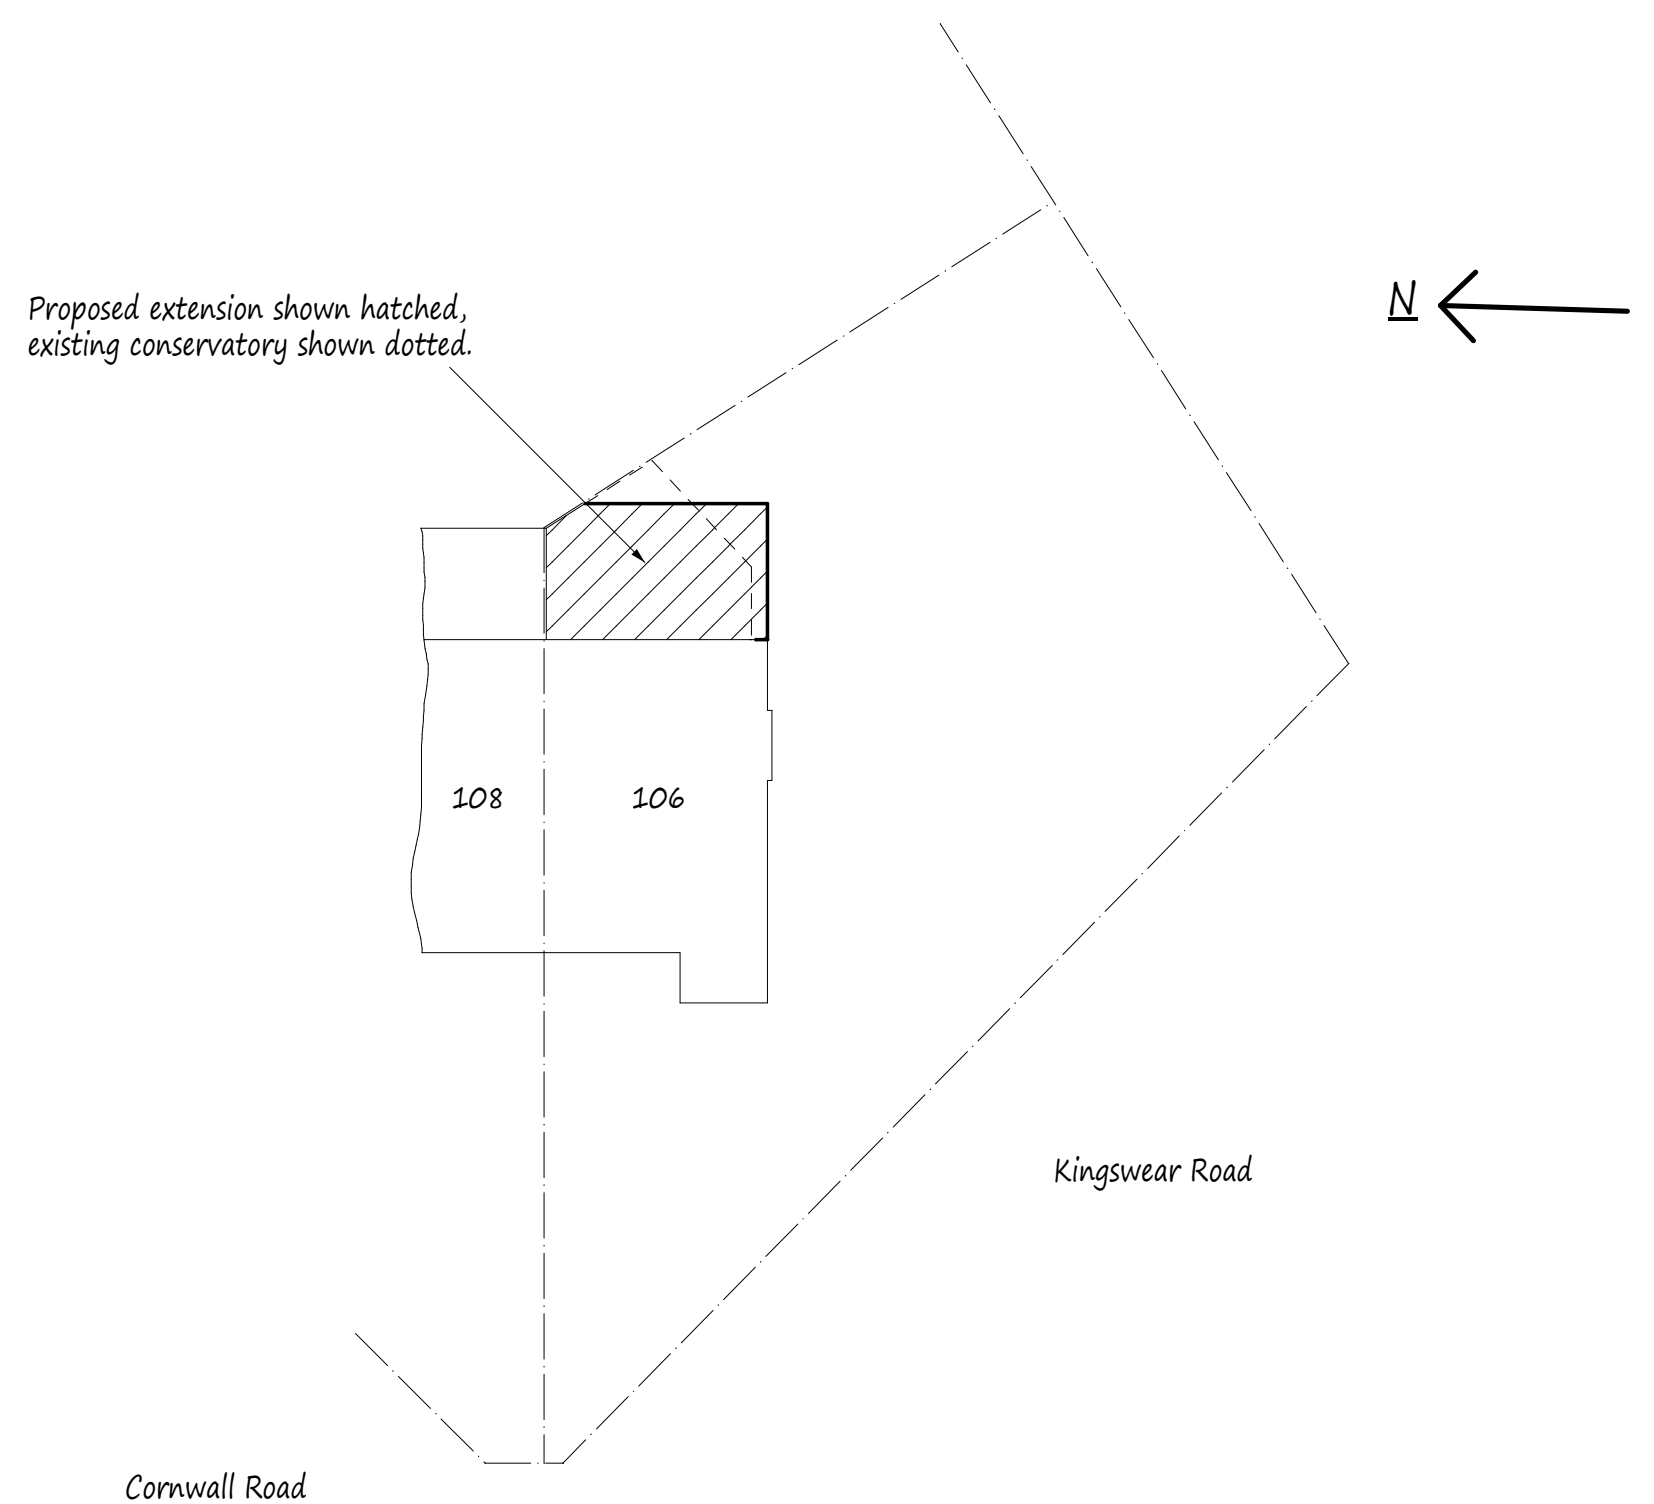 Proposed extension shown hatched,
existing conservatory shown dotted.
N
108
106
Kingswear Road
Cornwall Road